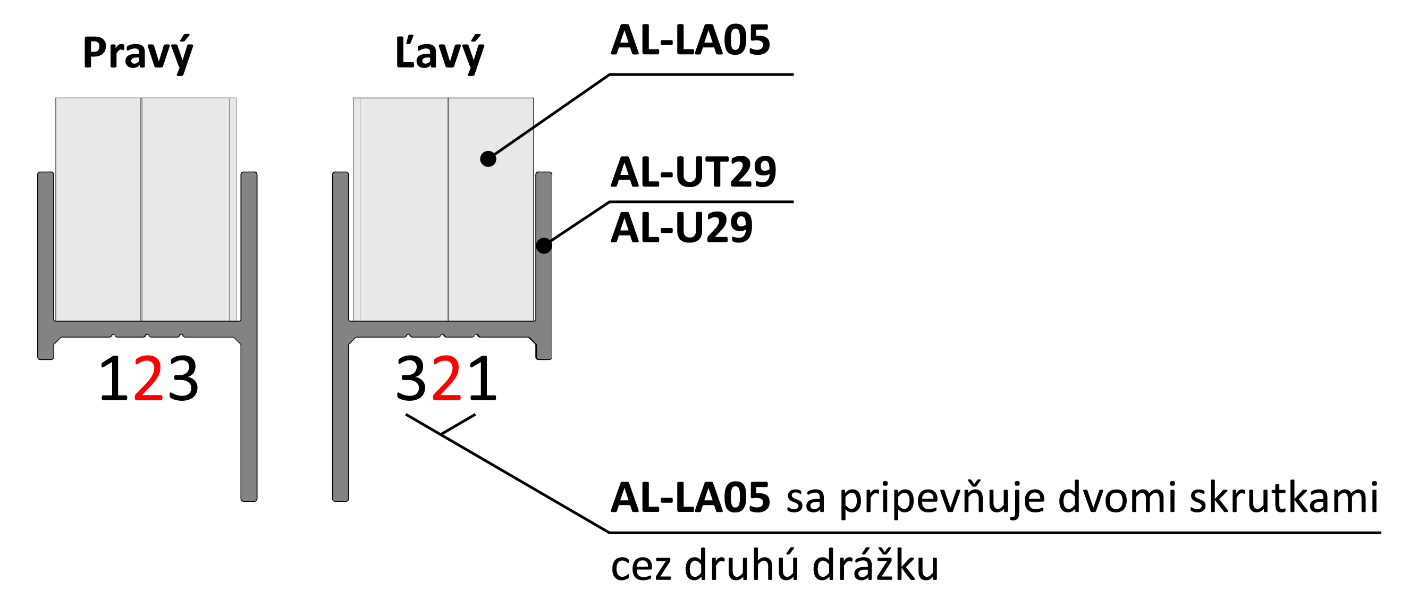 Pravý
Ľavý
AL-LA05
AL-UT29
AL-U29
123
321
AL-LA05 sa pripevňuje dvomi skrutkami
cez druhú drážku